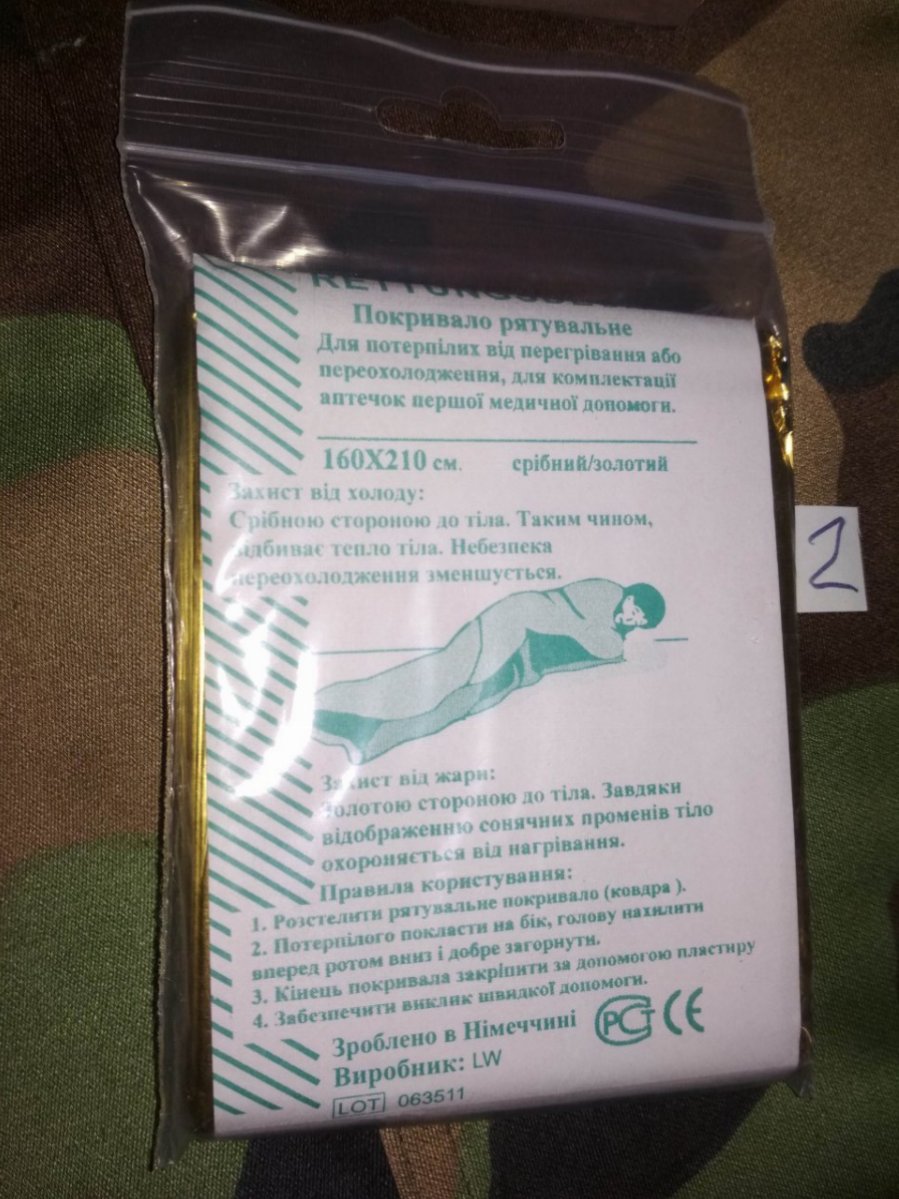 Покривало рятувальне
Для потерпілих від перегрівання або
переохолодження, для комплектації
аптечок першої медичної допомоги.
160X210 см. срібний/золотий
Захист від холоду:
Срібною стороною до тіла. Таким чином,
відбиває тепло тіла. Небезпека
переохолодження зменшується.
Захист від жари:
Золотою стороною до тіла. Завдяки
відображенню сонячних променів тіло
охороняється від нагрівання.
Правила користування:
1. Розстелити рятувальне покривало (ковдра ).
2. Потерпілого покласти на бік, голову нахилити
вперед ротом вниз і добре загорнути.
3. Кінець покривала закріпити за допомогою пластиру
4. Забезпечити виклик швидкої допомоги.
Зроблено в Німеччині РСТ CE
Виробник: LW
LOT 063511
2